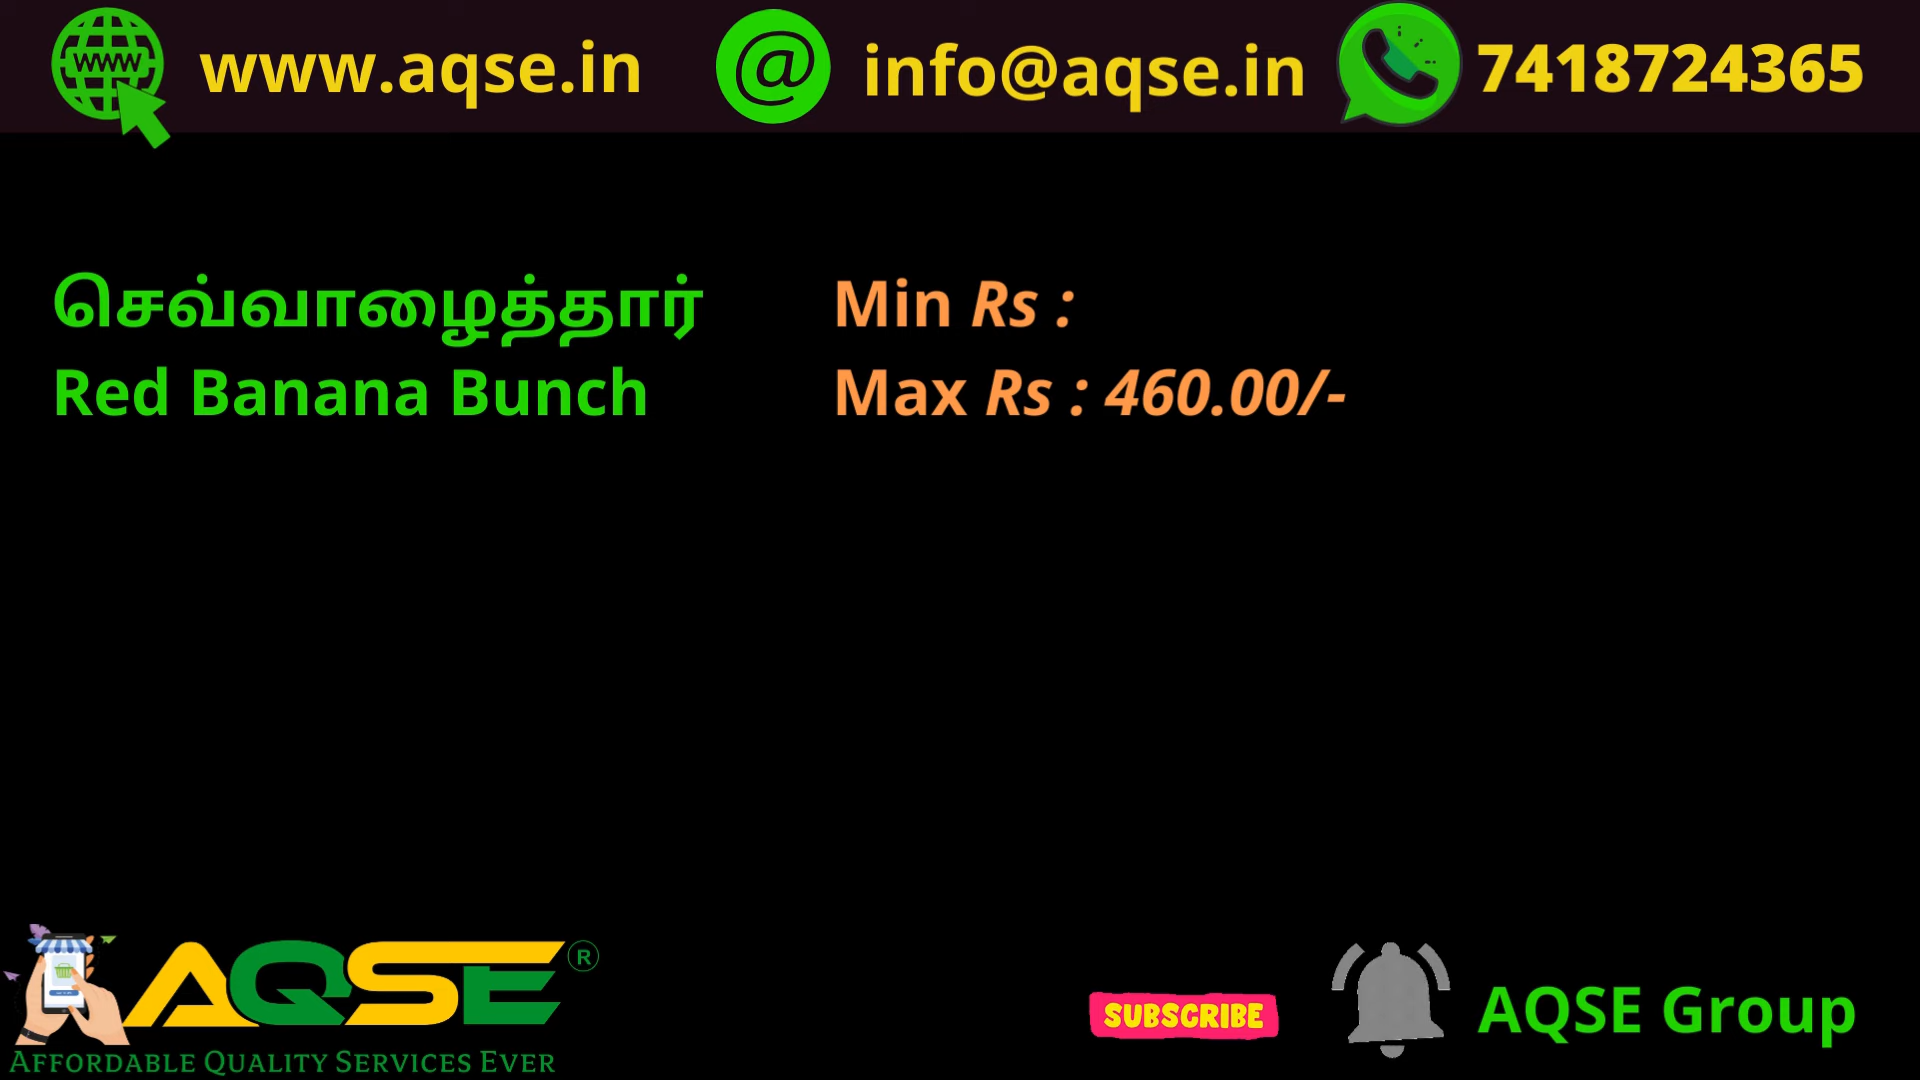 www.aqse.in
info@aqse.in
7418724365
WWW
@
செவ்வாழைத்தார்
Min Rs :
Red Banana Bunch
Max Rs : 460.00/-
AQSE ®
AFFORDABLE QUALITY SERVICES EVER
SUBSCRIBE
AQSE Group